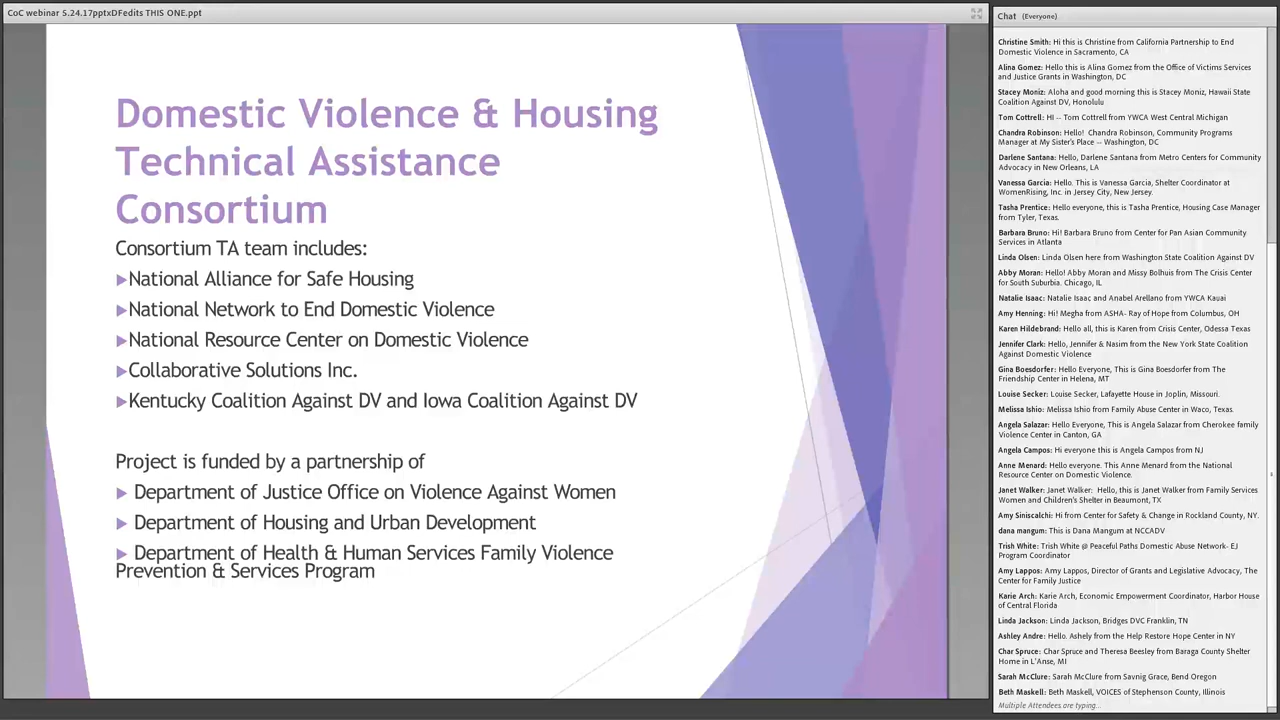 CoC webinar 5.24.17pptxDFedits THIS ONE.ppt
Domestic Violence & Housing
Technical Assistance
Consortium
Consortium TA team includes:
▶National Alliance for Safe Housing
▶National Network to End Domestic Violence
▶National Resource Center on Domestic Violence
▶Collaborative Solutions Inc.
▶Kentucky Coalition Against DV and Iowa Coalition Against DV
Project is funded by a partnership of
▶ Department of Justice Office on Violence Against Women
▶ Department of Housing and Urban Development
▶ Department of Health & Human Services Family Violence
Prevention & Services Program
Chat (Everyone)
Christine Smith: Hi this is Christine from California Partnership to End
Domestic Violence in Sacramento, CA
Alina Gomez: Hello this is Alina Gomez from the Office of Victims Services
and Justice Grants in Washington, DC
Stacey Moniz: Aloha and good morning this is Stacey Moniz, Hawaii State
Coalition Against DV, Honolulu
Tom Cottrell: HI -- Tom Cottrell from YWCA West Central Michigan
Chandra Robinson: Hello! Chandra Robinson, Community Programs
Manager at My Sister's Place -- Washington, DC
Darlene Santana: Hello, Darlene Santana from Metro Centers for Community
Advocacy in New Orleans, LA
Vanessa Garcia: Hello. This is Vanessa Garcia, Shelter Coordinator at
WomenRising, Inc. in Jersey City, New Jersey.
Tasha Prentice: Hello everyone, this is Tasha Prentice, Housing Case Manager
from Tyler, Texas.
Barbara Bruno: Hi! Barbara Bruno from Center for Pan Asian Community
Services in Atlanta
Linda Olsen: Linda Olsen here from Washington State Coalition Against DV
Abby Moran: Hello! Abby Moran and Missy Bolhuis from The Crisis Center
for South Suburbia. Chicago, IL
Natalie Isaac: Natalie Isaac and Anabel Arellano from YWCA Kauai
Amy Henning: Hi! Megha from ASHA- Ray of Hope from Columbus, OH
Karen Hildebrand: Hello all, this is Karen from Crisis Center, Odessa Texas
Jennifer Clark: Hello, Jennifer & Nasim from the New York State Coalition
Against Domestic Violence
Gina Boesdorfer: Hello Everyone, This is Gina Boesdorfer from The
Friendship Center in Helena, MT
Louise Secker: Louise Secker, Lafayette House in Joplin, Missouri.
Melissa Ishio: Melissa Ishio from Family Abuse Center in Waco, Texas.
Angela Salazar: Hello Everyone, This is Angela Salazar from Cherokee family
Violence Center in Canton, GA
Angela Campos: Hi everyone this is Angela Campos from NJ
Anne Menard: Hello everyone. This Anne Menard from the National
Resource Center on Domestic Violence.
Janet Walker: Janet Walker: Hello, this is Janet Walker from Family Services
Women and Children's Shelter in Beaumont, TX
Amy Siniscalchi: Hi from Center for Safety & Change in Rockland County, NY.
dana mangum: This is Dana Mangum at NCCADV
Trish White: Trish White @ Peaceful Paths Domestic Abuse Network- EJ
Program Coordinator
Amy Lappos: Amy Lappos, Director of Grants and Legislative Advocacy, The
Center for Family Justice
Karie Arch: Karie Arch, Economic Empowerment Coordinator, Harbor House
of Central Florida
Linda Jackson: Linda Jackson, Bridges DVC Franklin, TN
Ashley Andre: Hello. Ashely from the Help Restore Hope Center in NY
Char Spruce: Char Spruce and Theresa Beesley from Baraga County Shelter
Home in L'Anse, MI
Sarah McClure: Sarah McClure from Savnig Grace, Bend Oregon
Beth Maskell: Beth Maskell, VOICES of Stephenson County, Illinois
Multiple Attendees are typing...